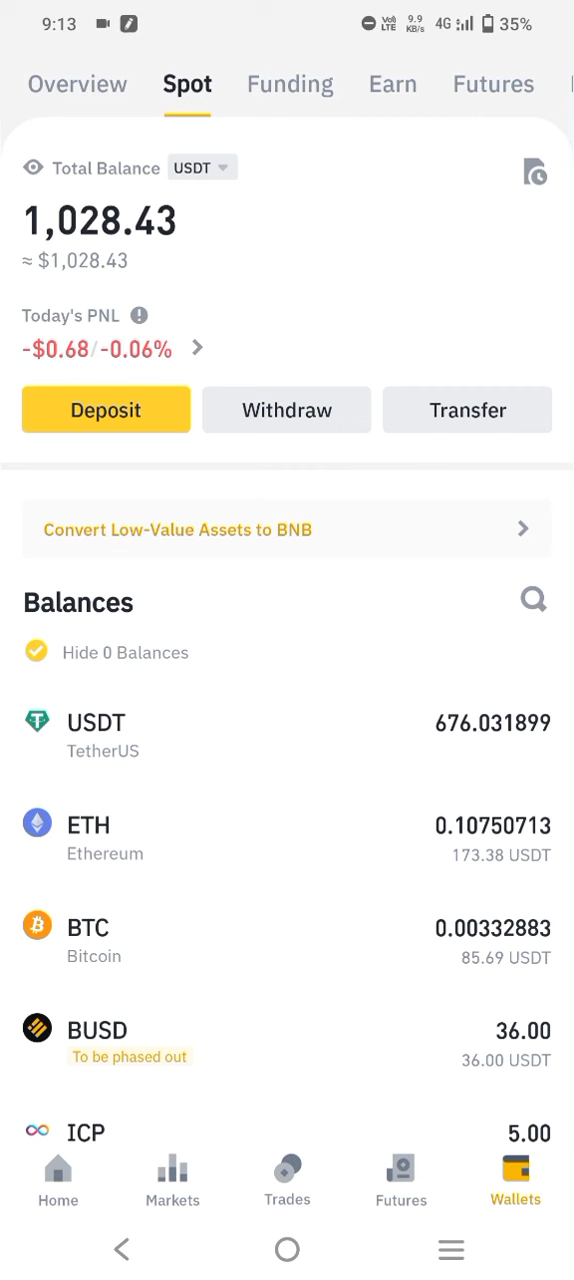 9:13 Vo) LTE 9.9 KB/s 4G 35%
Overview Spot Funding Earn Futures
Total Balance USDT
1,028.43
≈ $1,028.43
Today's PNL
-$0.68/-0.06%
Deposit Withdraw Transfer
Convert Low-Value Assets to BNB
Balances
Hide 0 Balances
USDT 676.031899
TetherUS
ETH 0.10750713
Ethereum 173.38 USDT
BTC 0.00332883
Bitcoin 85.69 USDT
BUSD 36.00
To be phased out 36.00 USDT
ICP 5.00
Home Markets Trades Futures Wallets